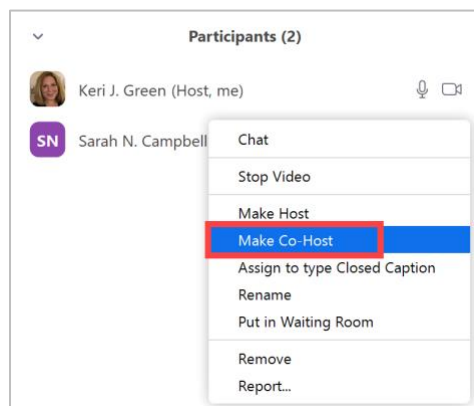 Participants (2)
Keri J. Green (Host, me)
SN Sarah N. Campbell
Chat
Stop Video
Make Host
Make Co-Host
Assign to type Closed Caption
Rename
Put in Waiting Room
Remove
Report...